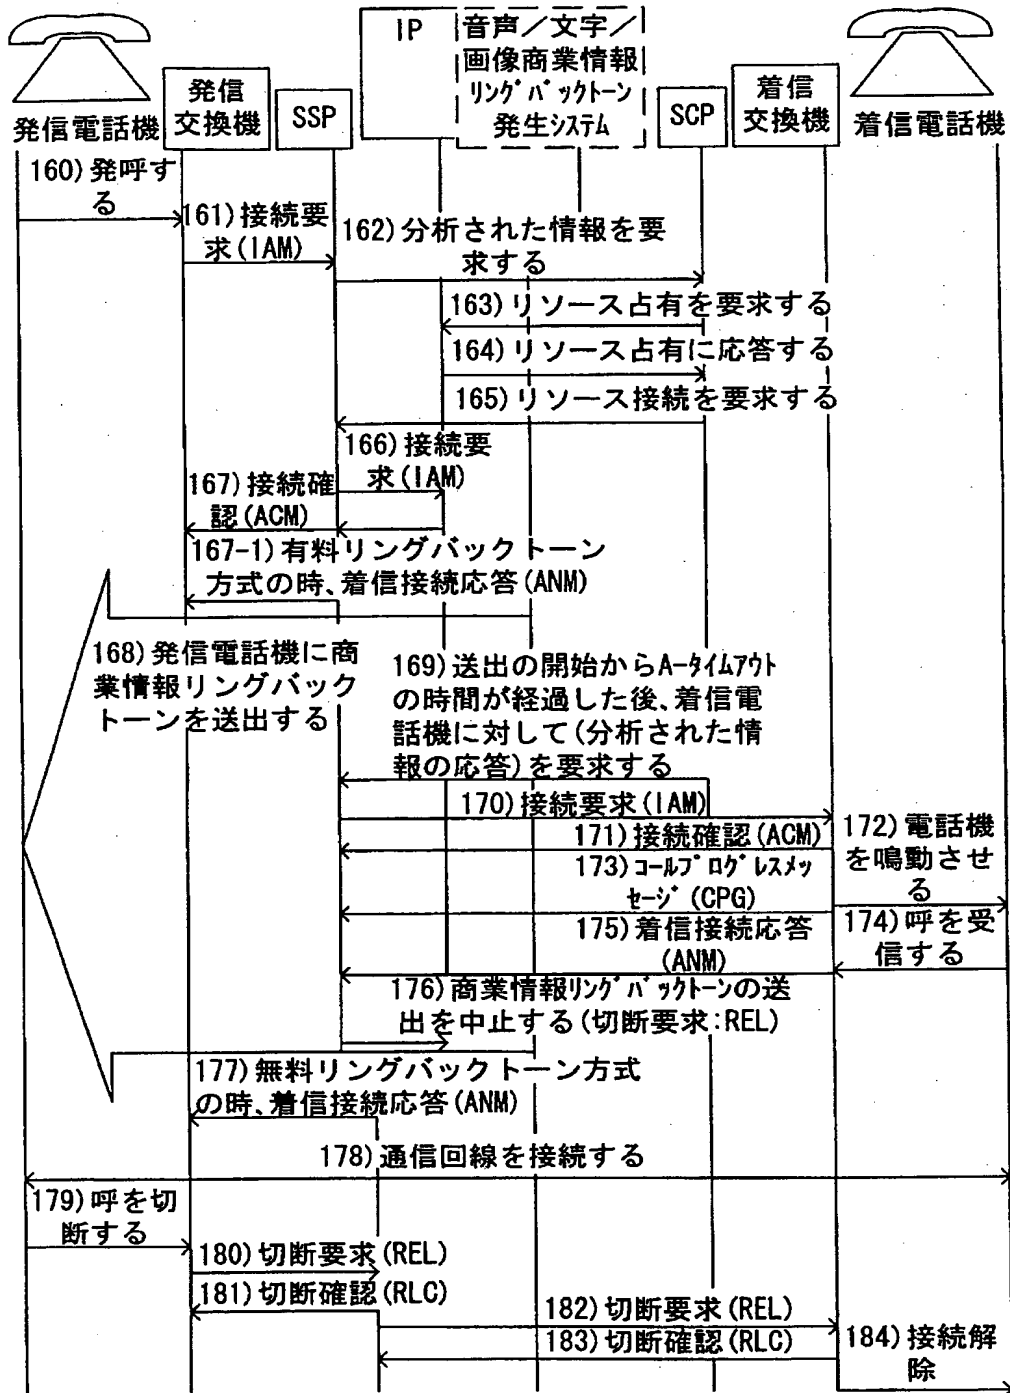 IP
音声／文字／
画像商業情報
リングバックトーン
発生システム
発信
交換機
SSP
SCP
着信
交換機
発信電話機
着信電話機
160)発呼す
る
161)接続要
求(IAM)
162)分析された情報を要
求する
163)リソース占有を要求する
164)リソース占有に応答する
165)リソース接続を要求する
166)接続要
求(IAM)
167)接続確
認(ACM)
167-1)有料リングバックトーン
方式の時、着信接続応答(ANM)
168)発信電話機に商
業情報リングバック
トーンを送出する
169)送出の開始からA-タイムアウト
の時間が経過した後、着信電
話機に対して(分析された情
報の応答)を要求する
170)接続要求(IAM)
171)接続確認(ACM)
172)電話機
を鳴動させ
る
173)コールプログレスメッ
セージ(CPG)
174)呼を受
信する
175)着信接続応答
(ANM)
176)商業情報リングバックトーンの送
出を中止する(切断要求:REL)
177)無料リングバックトーン方式
の時、着信接続応答(ANM)
178)通信回線を接続する
179)呼を切
断する
180)切断要求(REL)
181)切断確認(RLC)
182)切断要求(REL)
183)切断確認(RLC)
184)接続解
除